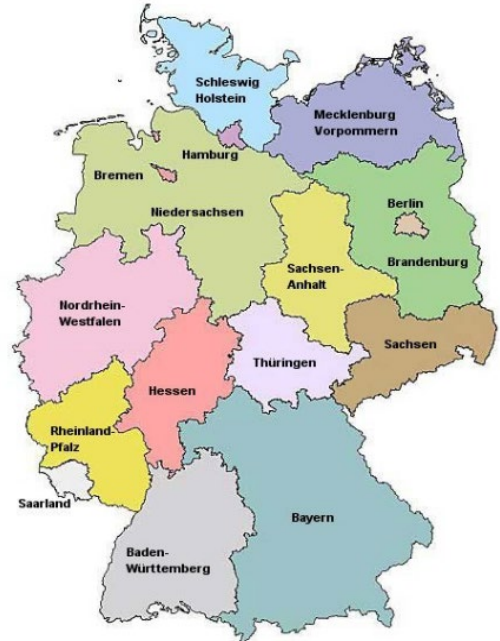 Schleswig
Holstein
Mecklenburg
Vorpommern
Hamburg
Bremen
Niedersachsen
Berlin
Brandenburg
Sachsen-
Anhalt
Nordrhein-
Westfalen
Sachsen
Thüringen
Hessen
Rheinland-
Pfalz
Saarland
Bayern
Baden-
Württemberg